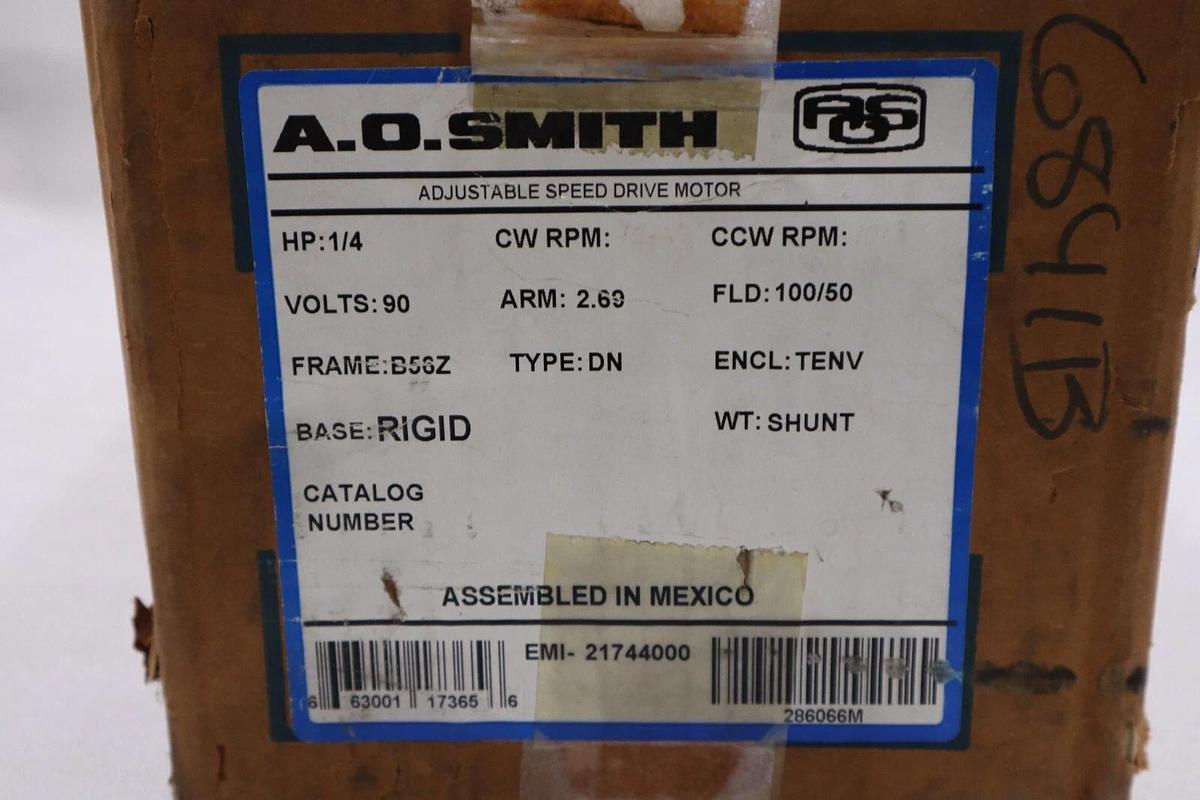 A.O.SMITH
AOS
ADJUSTABLE SPEED DRIVE MOTOR
HP:1/4 CW RPM: CCW RPM:
VOLTS: 90 ARM: 2.69 FLD: 100/50
FRAME:B56Z TYPE: DN ENCL: TENV
BASE: RIGID WT: SHUNT
CATALOG
NUMBER
ASSEMBLED IN MEXICO
EMI- 21744000
6 63001 17365 6
286066M
6841B